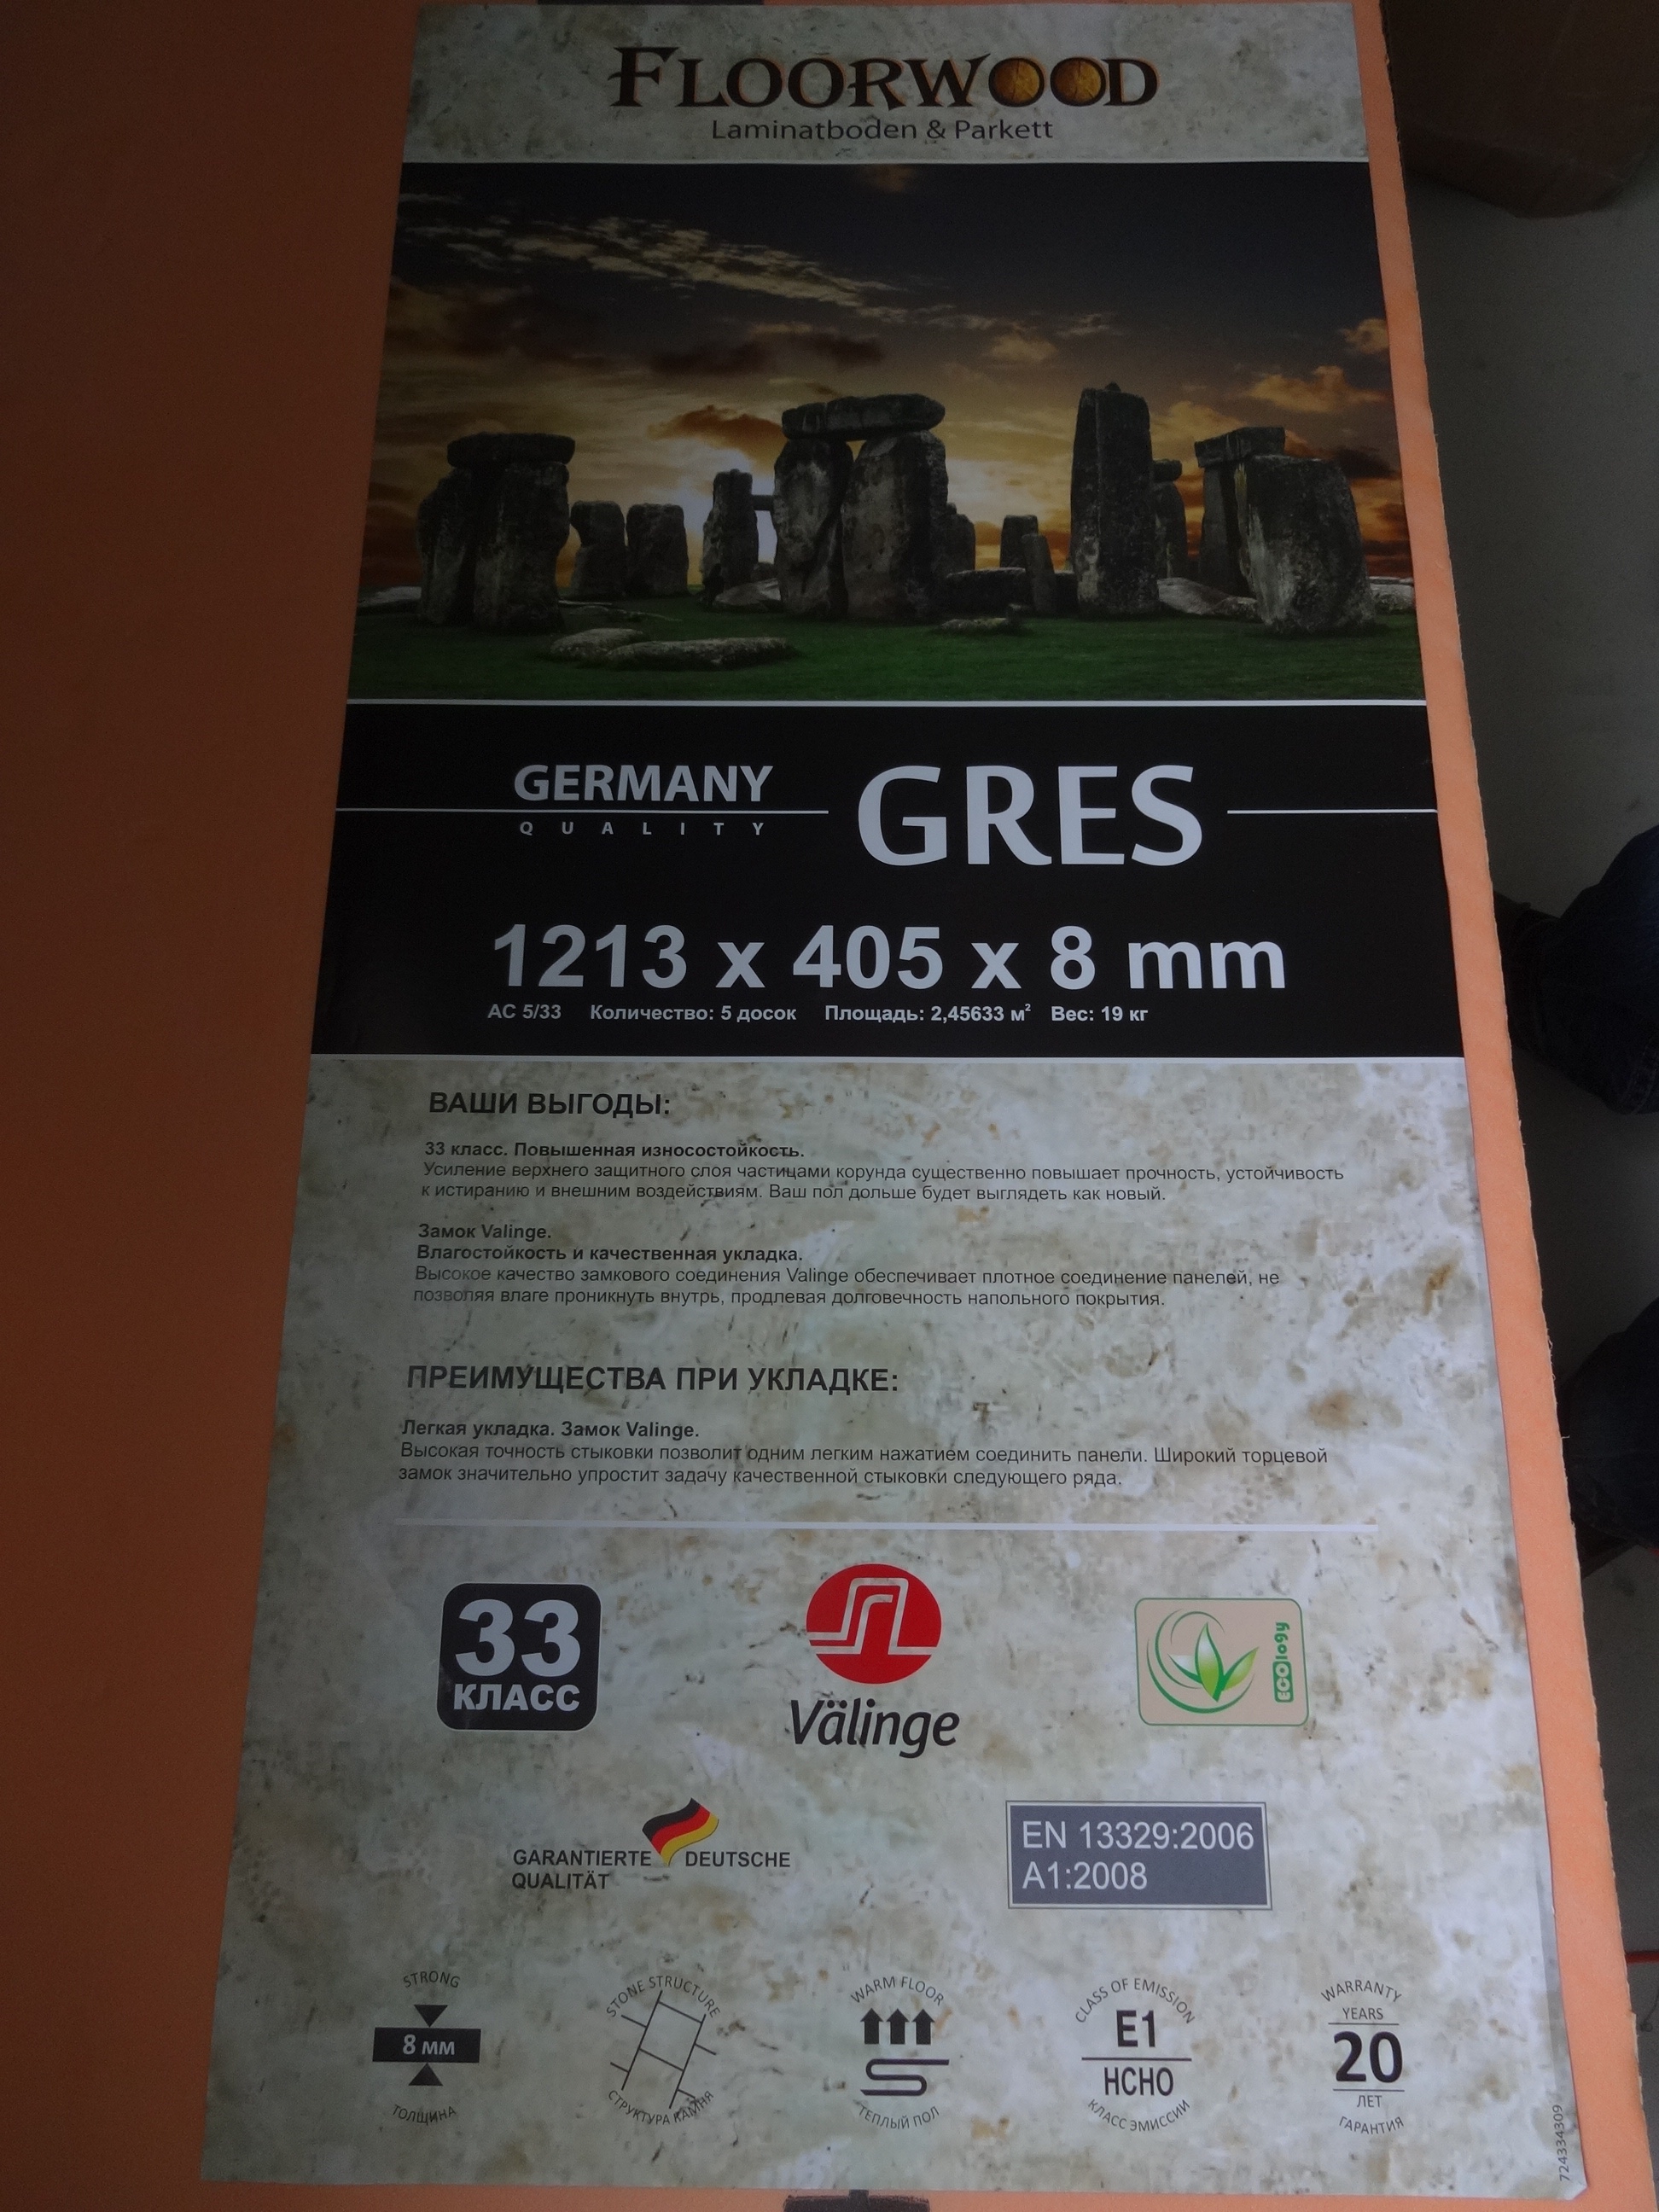 FLOORWOOD
Laminatboden & Parkett
GERMANY
QUALITY
GRES
1213 x 405 x 8 mm
АС 5/33 Количество: 5 досок Площадь: 2,45633 м² Вес: 19 кг
ВАШИ ВЫГОДЫ:
33 класс. Повышенная износостойкость.
Усиление верхнего защитного слоя частицами корунда существенно повышает прочность, устойчивость
к истиранию и внешним воздействиям. Ваш пол дольше будет выглядеть как новый.
Замок Valinge.
Влагостойкость и качественная укладка.
Высокое качество замкового соединения Valinge обеспечивает плотное соединение панелей, не
позволяя влаге проникнуть внутрь, продлевая долговечность напольного покрытия.
ПРЕИМУЩЕСТВА ПРИ УКЛАДКЕ:
Легкая укладка. Замок Valinge.
Высокая точность стыковки позволит одним легким нажатием соединить панели. Широкий торцевой
замок значительно упростит задачу качественной стыковки следующего ряда.
33
КЛАСС
Välinge
ECOlogy
GARANTIERTE DEUTSCHE
QUALITÄT
EN 13329:2006
A1:2008
STRONG
8 мм
ТОЛЩИНА
STONE STRUCTURE
СТРУКТУРА КАМНЯ
WARM FLOOR
ТЕПЛЫЙ ПОЛ
CLASS OF EMISSION
E1
HCHO
КЛАСС ЭМИССИИ
WARRANTY
YEARS
20
ЛЕТ
ГАРАНТИЯ
724334309